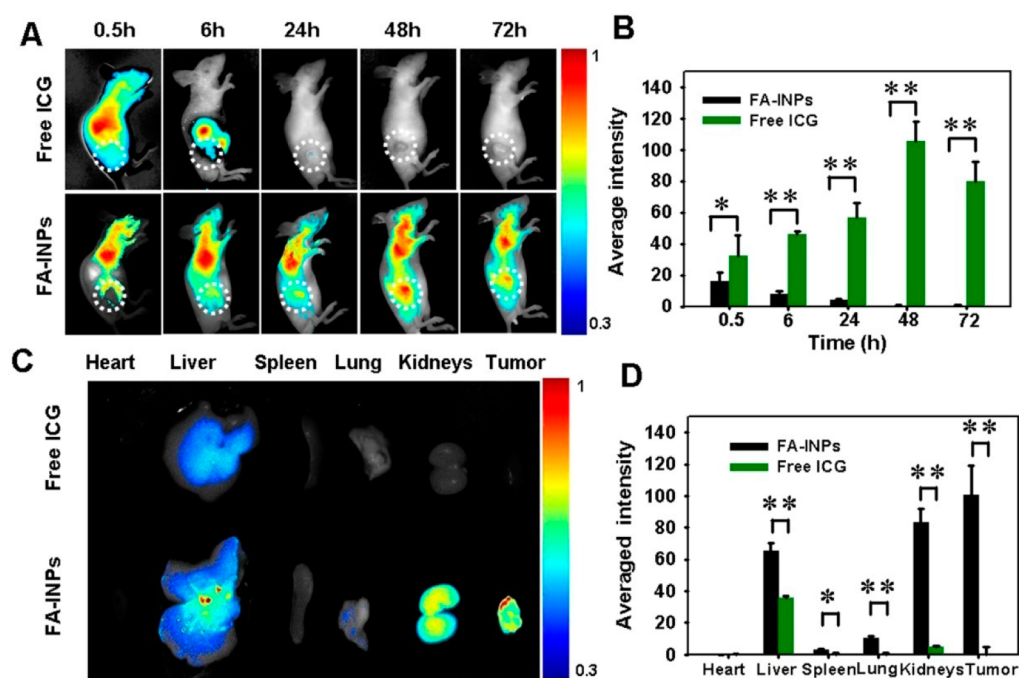 A
0.5h 6h 24h 48h 72h
Free ICG
FA-INPs
1
0.3
B
Average intensity
140
120
100
80
60
40
20
0
FA-INPs
Free ICG
*
**
**
**
**
0.5 6 24 48 72
Time (h)
C
Heart Liver Spleen Lung Kidneys Tumor
Free ICG
FA-INPs
1
0.3
D
Averaged intensity
140
120
100
80
60
40
20
0
FA-INPs
Free ICG
**
*
**
**
**
Heart Liver Spleen Lung Kidneys Tumor